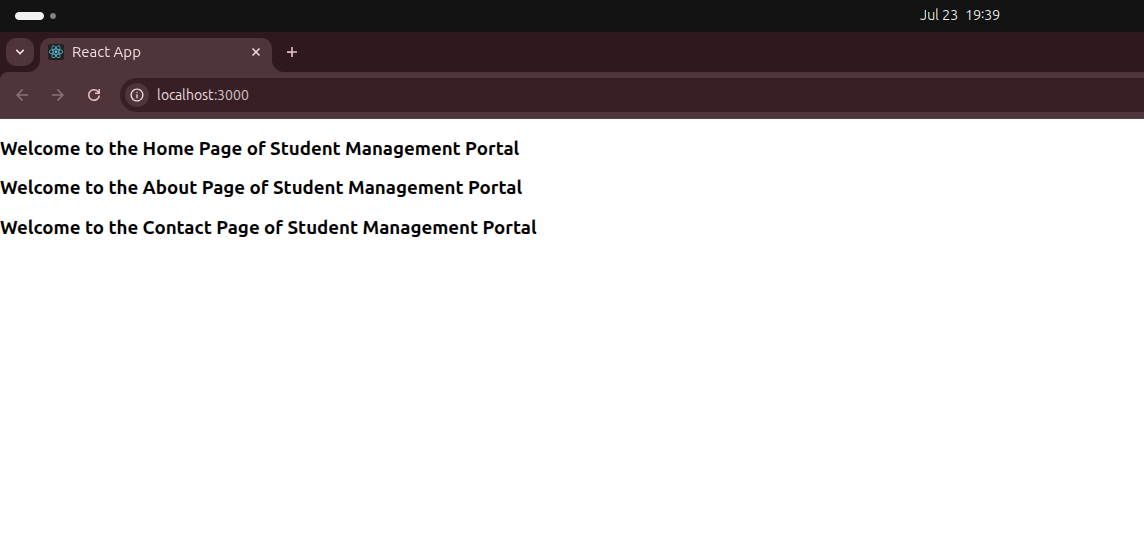 Jul 23 19:39
React App
localhost:3000
Welcome to the Home Page of Student Management Portal
Welcome to the About Page of Student Management Portal
Welcome to the Contact Page of Student Management Portal